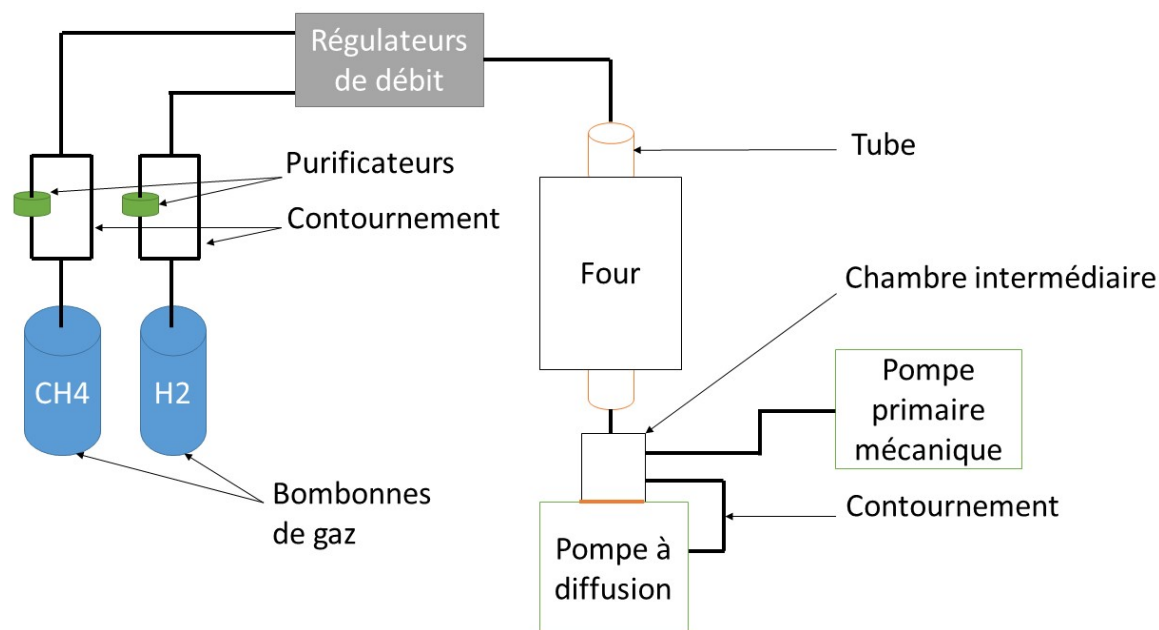 Régulateurs
de débit
Purificateurs
Contournement
CH4
H2
Bombonnes
de gaz
Tube
Four
Chambre intermédiaire
Pompe
primaire
mécanique
Contournement
Pompe à
diffusion